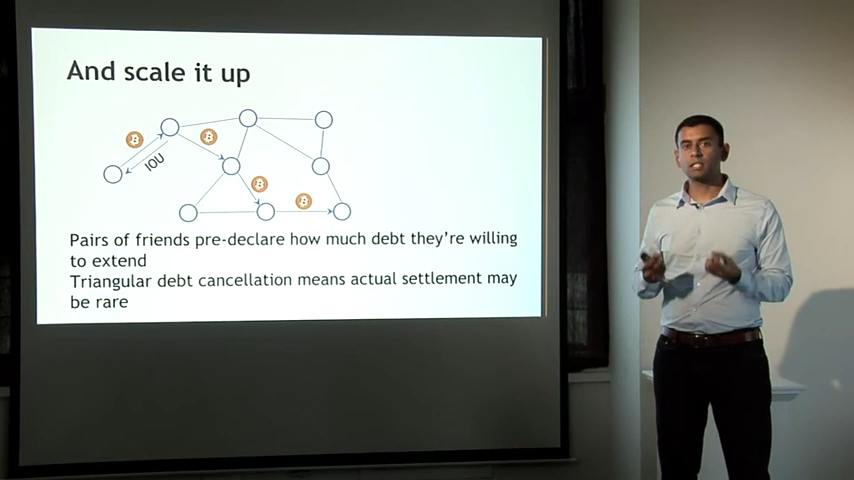 And scale it up
IOU
Pairs of friends pre-declare how much debt they're willing
to extend
Triangular debt cancellation means actual settlement may
be rare